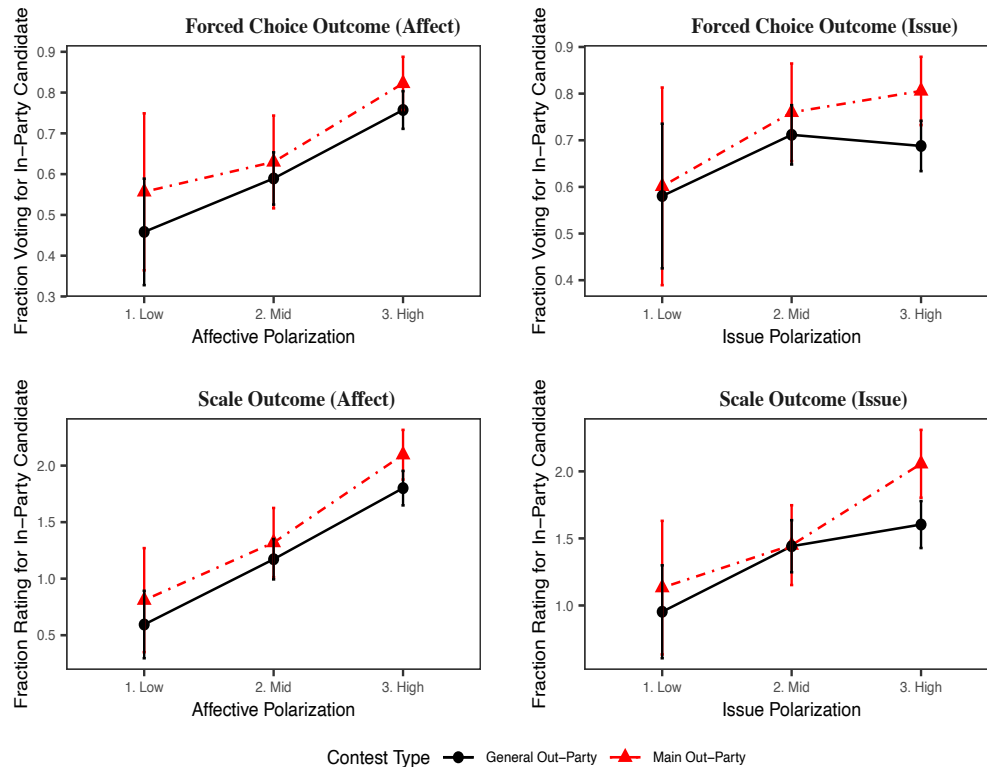 Forced Choice Outcome (Affect)
Fraction Voting for In−Party Candidate
0.9
0.8
0.7
0.6
0.5
0.4
0.3
1. Low 2. Mid 3. High
Affective Polarization
Forced Choice Outcome (Issue)
Fraction Voting for In−Party Candidate
0.9
0.8
0.7
0.6
0.5
0.4
1. Low 2. Mid 3. High
Issue Polarization
Scale Outcome (Affect)
Fraction Rating for In−Party Candidate
2.0
1.5
1.0
0.5
1. Low 2. Mid 3. High
Affective Polarization
Scale Outcome (Issue)
Fraction Rating for In−Party Candidate
2.0
1.5
1.0
1. Low 2. Mid 3. High
Issue Polarization
Contest Type General Out−Party Main Out−Party